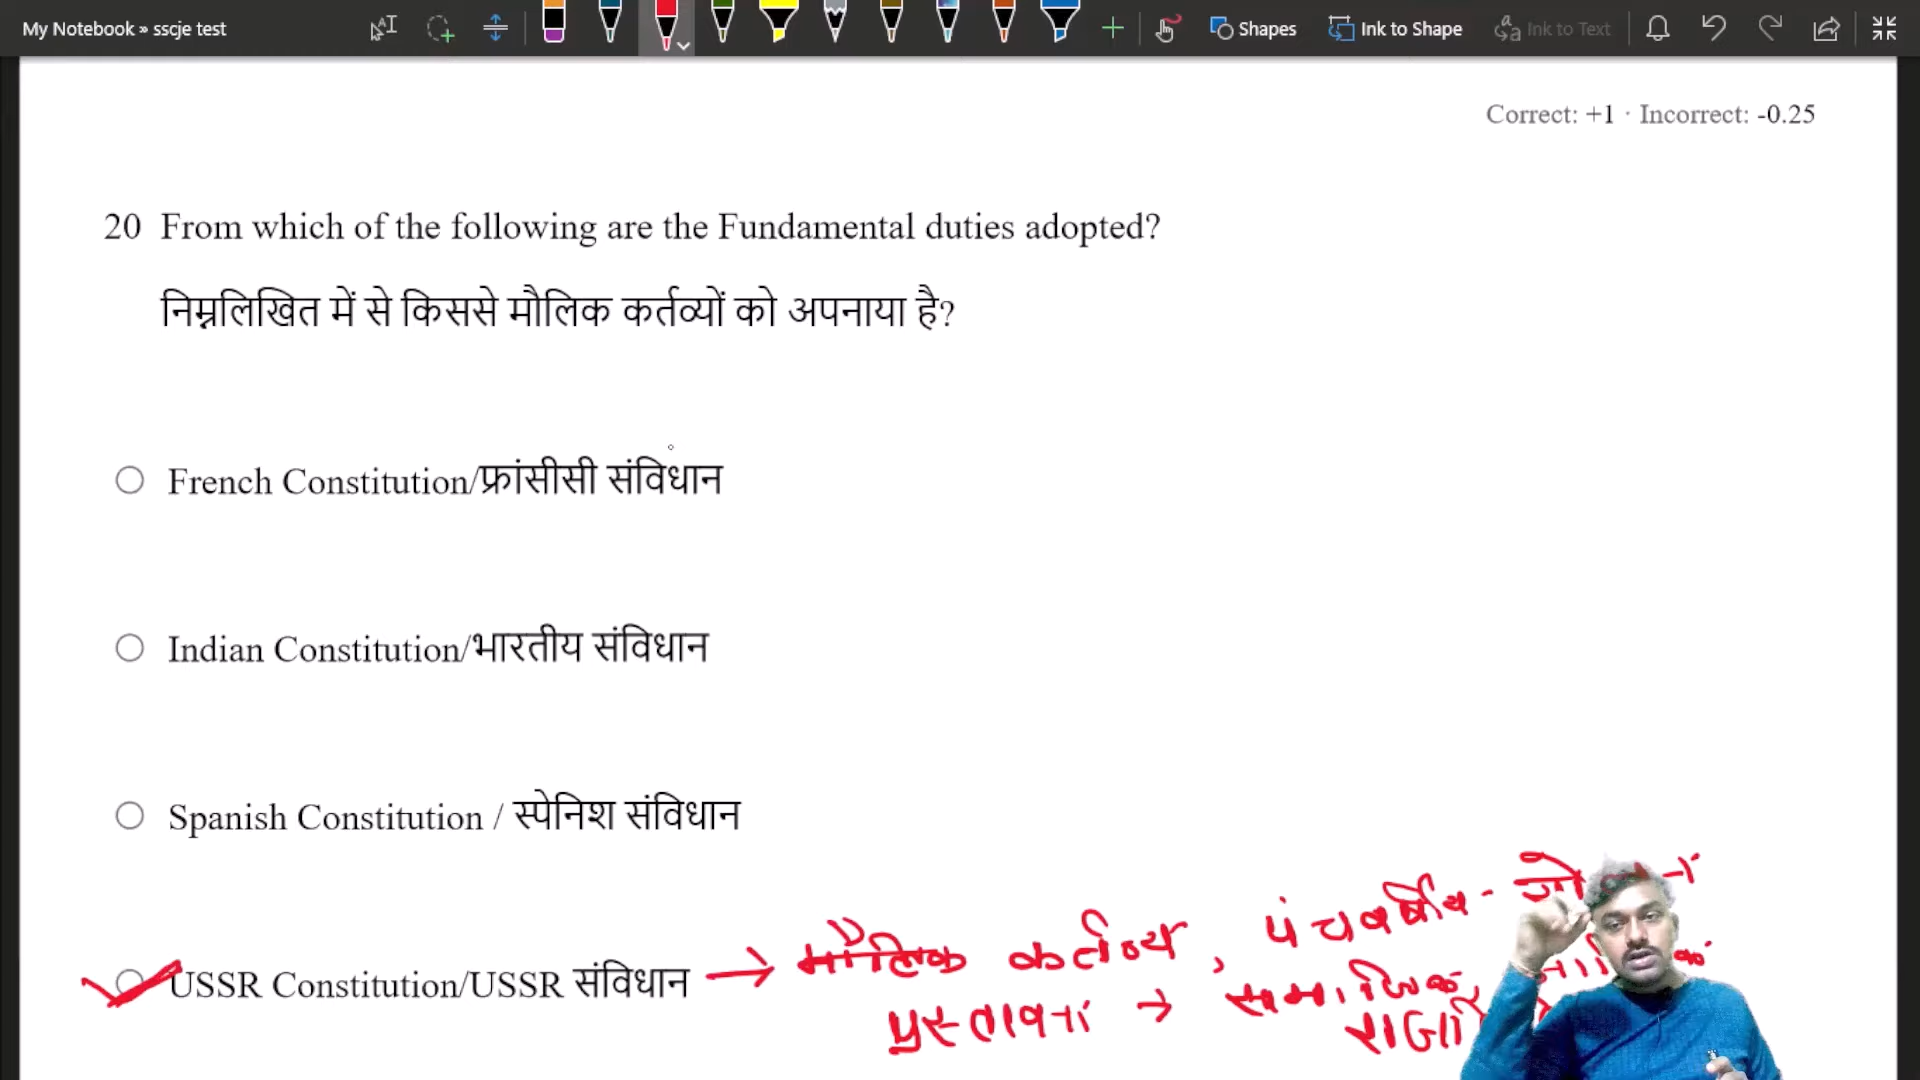 My Notebook » sscje test
Shapes
Ink to Shape
Ink to Text
Correct: +1 · Incorrect: -0.25
20 From which of the following are the Fundamental duties adopted?
निम्नलिखित में से किससे मौलिक कर्तव्यों को अपनाया है?
French Constitution/फ्रांसीसी संविधान
Indian Constitution/भारतीय संविधान
Spanish Constitution / स्पेनिश संविधान
USSR Constitution/USSR संविधान → मौलिक कर्तव्य, पंचवर्षीय -
प्रस्तावना → सामाजिक,